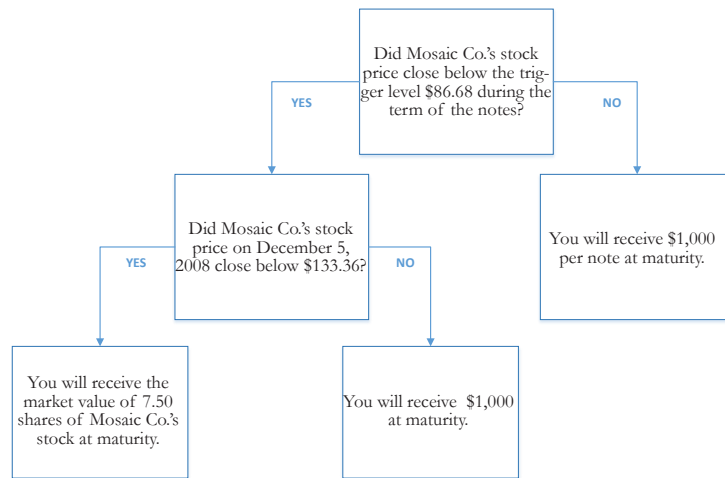 Did Mosaic Co.'s stock
price close below the trig-
ger level $86.68 during the
term of the notes?
YES
NO
Did Mosaic Co.'s stock
price on December 5,
2008 close below $133.36?
You will receive $1,000
per note at maturity.
YES
NO
You will receive the
market value of 7.50
shares of Mosaic Co.'s
stock at maturity.
You will receive $1,000
at maturity.